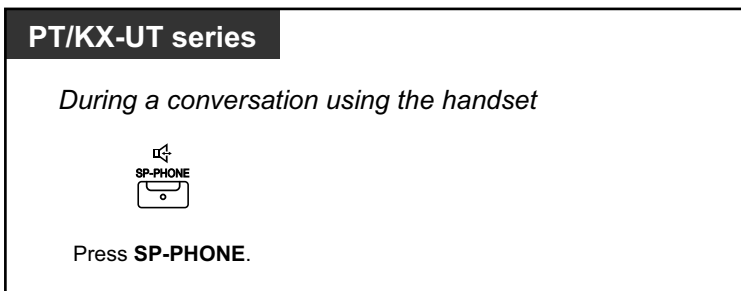 PT/KX-UT series
During a conversation using the handset
SP-PHONE
Press SP-PHONE.